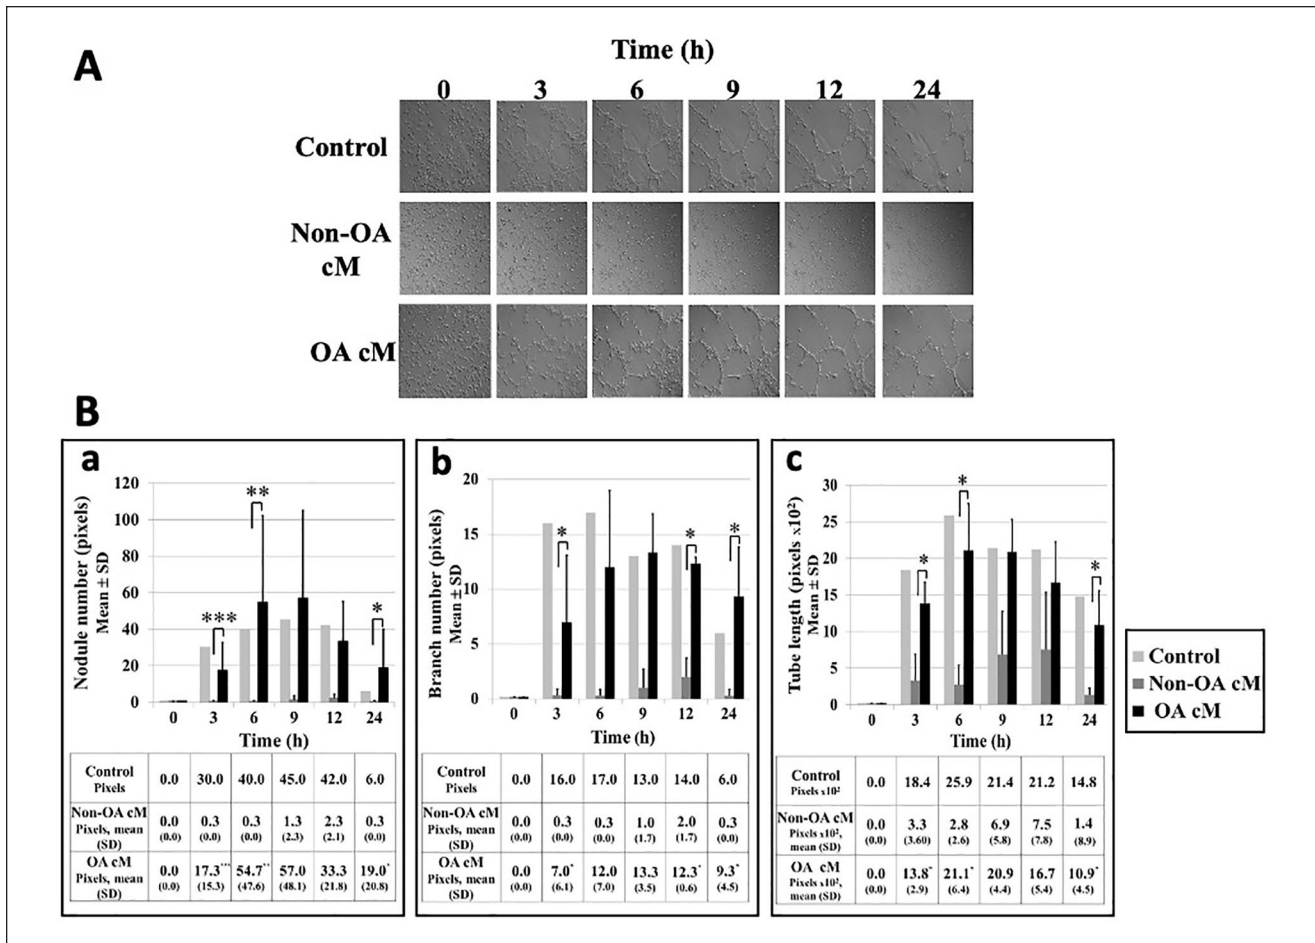 A
Time (h)
0 3 6 9 12 24
Control
Non-OA
cM
OA cM
B
a
Nodule number (pixels)
Mean ± SD
120
100
80
60
40
20
0
***
**
*
0 3 6 9 12 24
Time (h)
Control
Pixels
0.0 30.0 40.0 45.0 42.0 6.0
Non-OA cM
Pixels, mean
(SD)
0.0 0.3 0.3 1.3 2.3 0.3
(0.0) (0.0) (0.0) (2.3) (2.1) (0.0)
OA cM
Pixels, mean
(SD)
0.0 17.3*** 54.7** 57.0 33.3 19.0*
(0.0) (15.3) (47.6) (48.1) (21.8) (20.8)
b
Branch number (pixels)
Mean ± SD
20
15
10
5
0
*
*
*
0 3 6 9 12 24
Time (h)
Control
Pixels
0.0 16.0 17.0 13.0 14.0 6.0
Non-OA cM
Pixels, mean
(SD)
0.0 0.3 0.3 1.0 2.0 0.3
(0.0) (0.0) (0.0) (1.7) (1.7) (0.0)
OA cM
Pixels, mean
(SD)
0.0 7.0* 12.0 13.3 12.3* 9.3*
(0.0) (6.1) (7.0) (3.5) (0.6) (4.5)
c
Tube length (pixels x10²)
Mean ± SD
30
25
20
15
10
5
0
*
*
*
0 3 6 9 12 24
Time (h)
Control
Pixels x10²
0.0 18.4 25.9 21.4 21.2 14.8
Non-OA cM
Pixels x10²,
mean (SD)
0.0 3.3 2.8 6.9 7.5 1.4
(0.0) (3.60) (2.6) (5.8) (7.8) (8.9)
OA cM
Pixels x10²,
mean (SD)
0.0 13.8* 21.1* 20.9 16.7 10.9*
(0.0) (2.9) (6.4) (4.4) (5.4) (4.5)
Control
Non-OA cM
OA cM